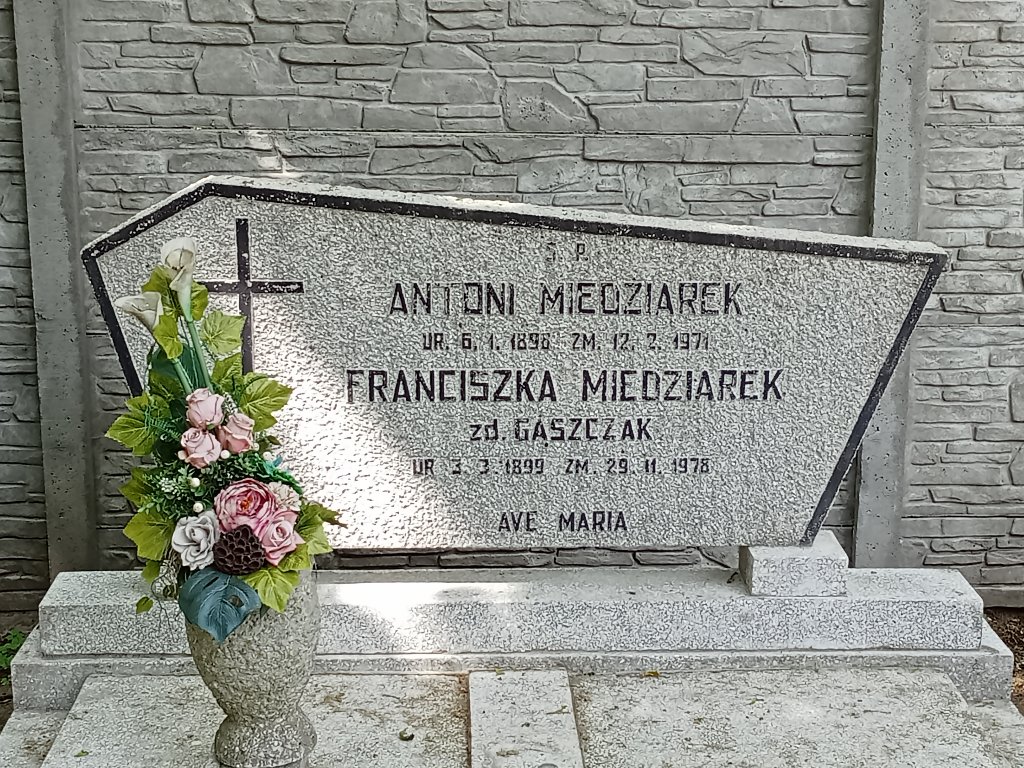 Ś. P.
ANTONI MIEDZIAREK
UR. 6. 1. 1898 ZM. 12. 2. 1971
FRANCISZKA MIEDZIAREK
zd. GASZCZAK
UR 3. 3 1899 ZM. 29. 11. 1978
AVE MARIA